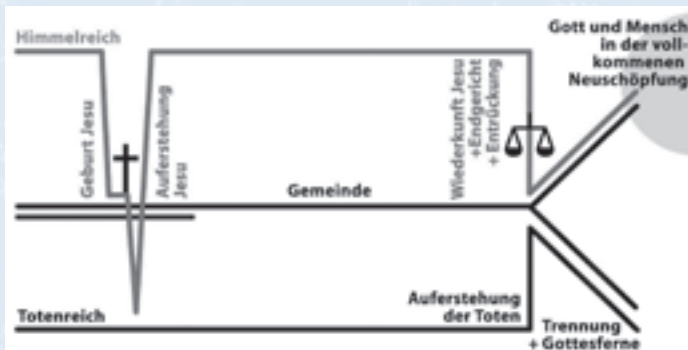 Himmelreich
Geburt Jesu
Auferstehung
Jesu
Gemeinde
Wiederkunft Jesu
+Endgericht
+ Entrückung
Gott und Mensch
in der voll-
kommenen
Neuschöpfung
Totenreich
Auferstehung
der Toten
Trennung
+ Gottesferne